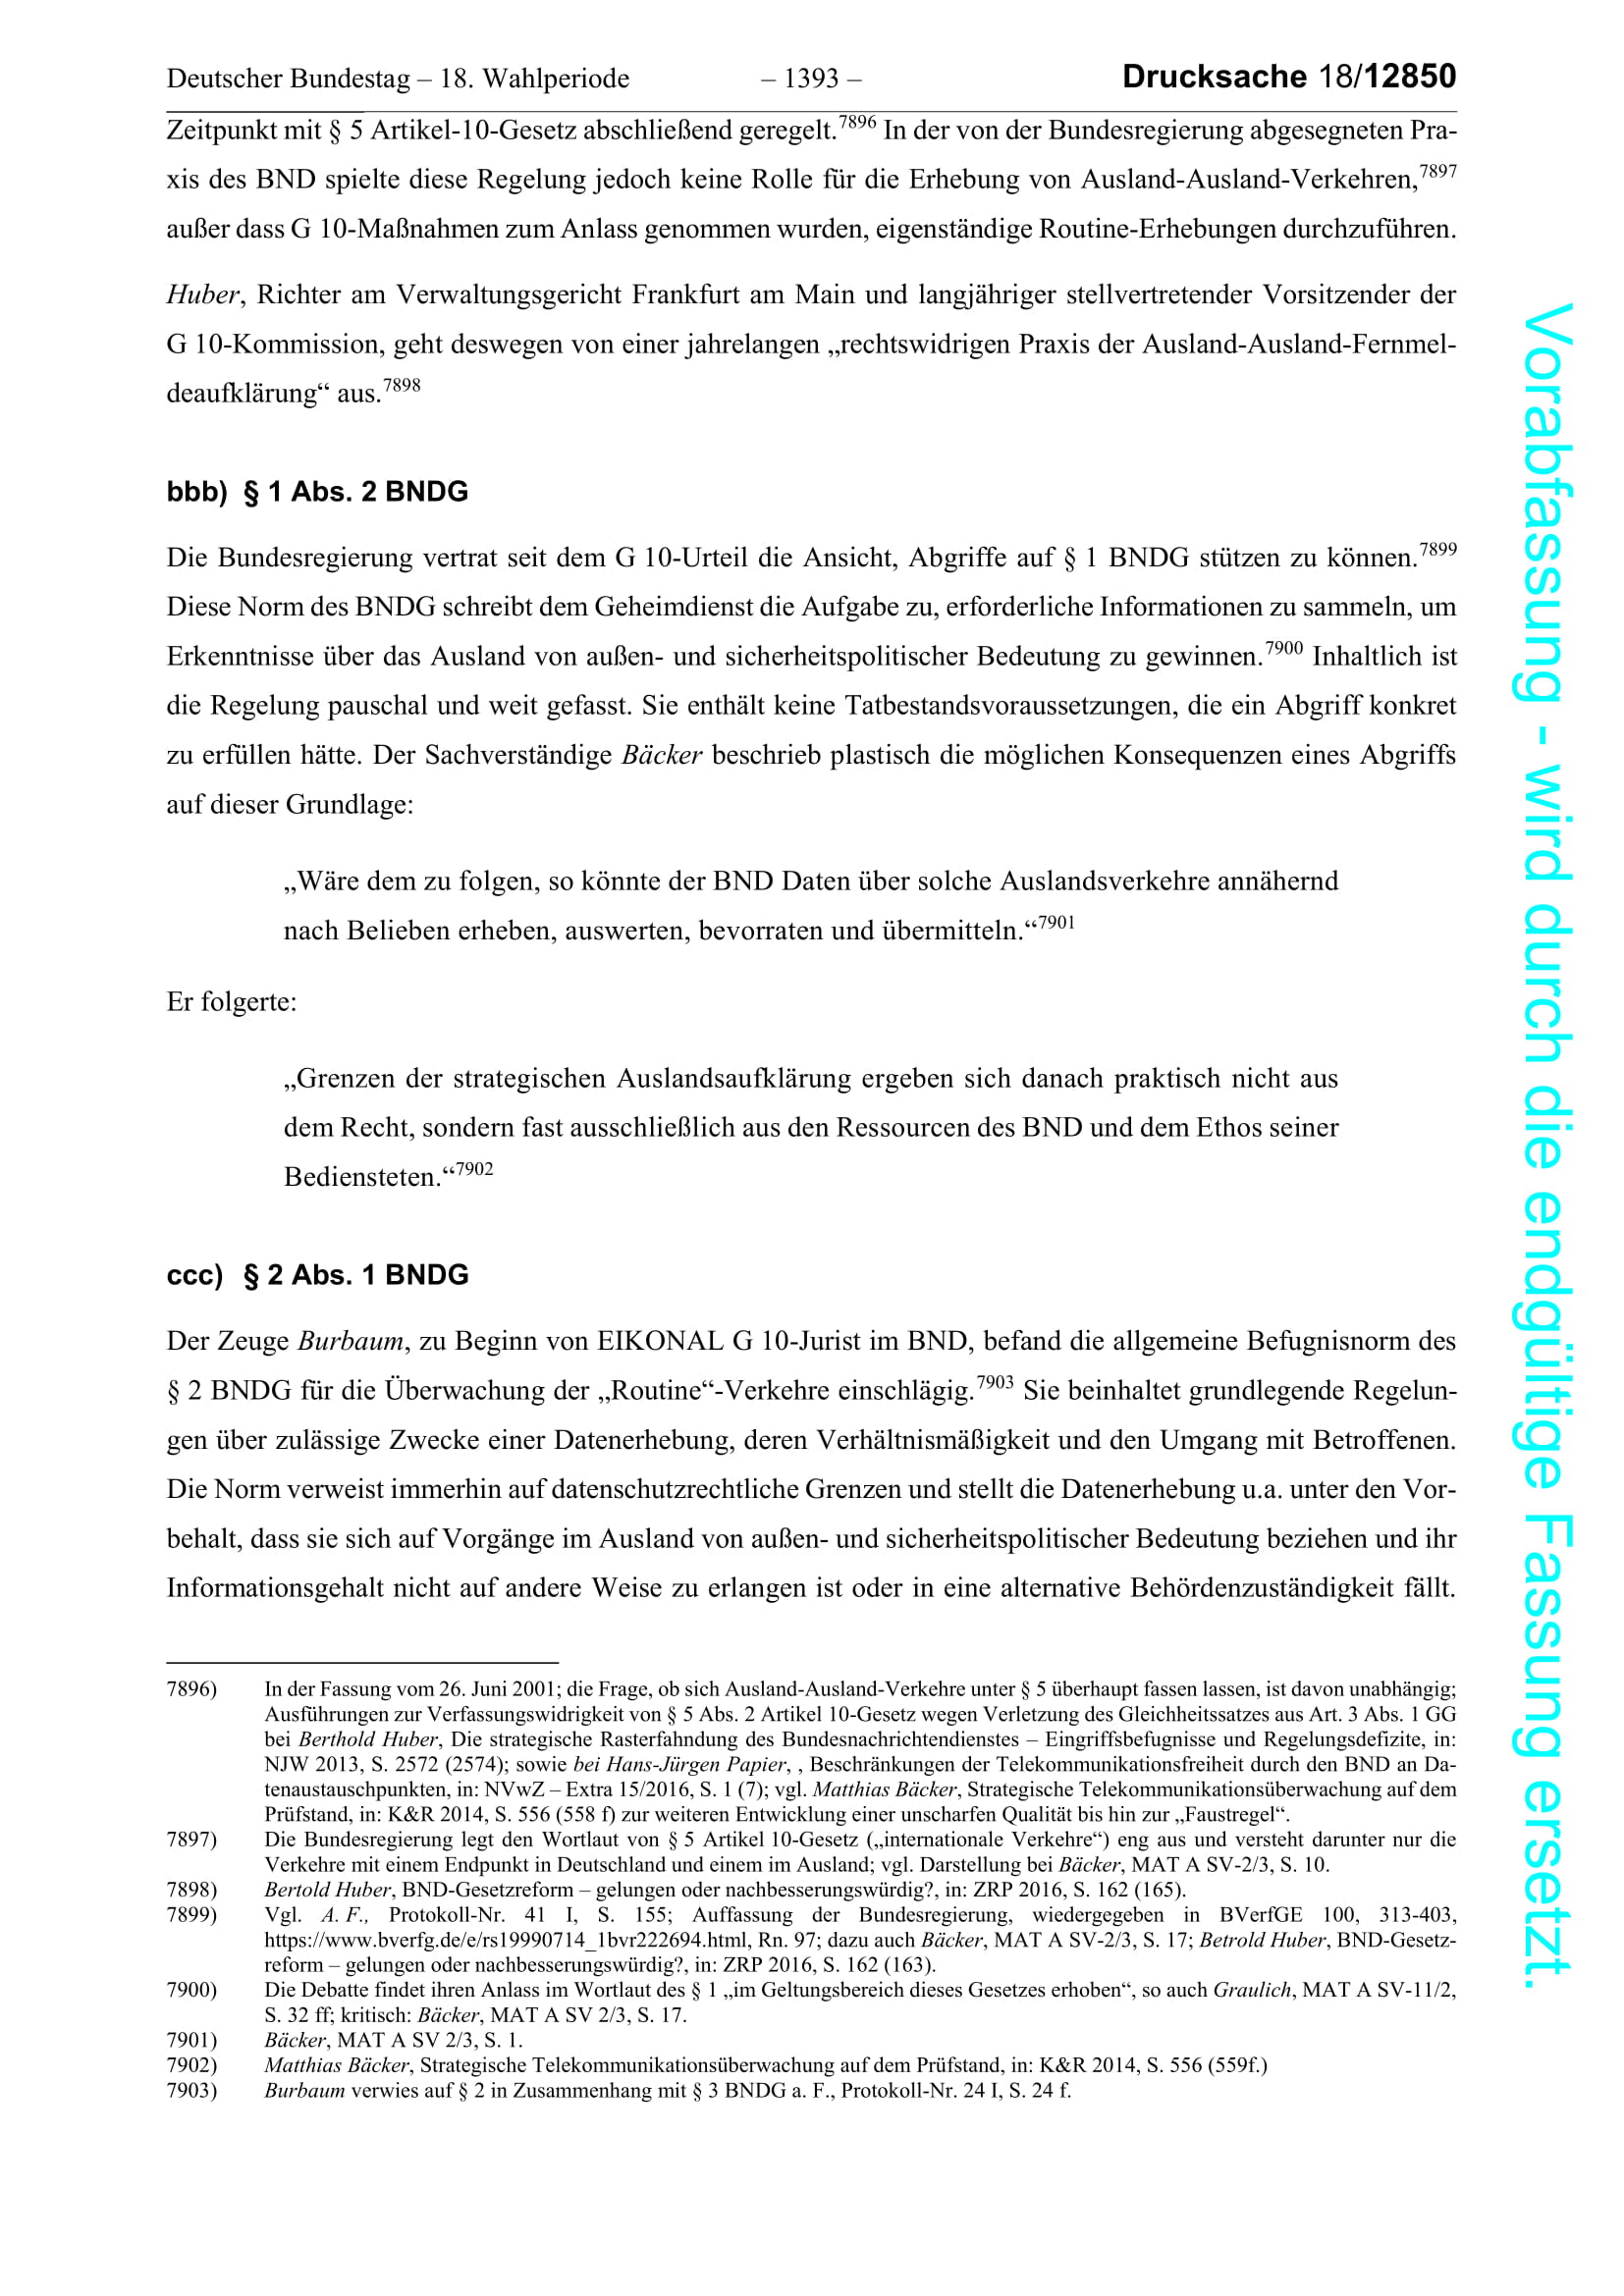 Deutscher Bundestag – 18. Wahlperiode – 1393 – Drucksache 18/12850
Zeitpunkt mit § 5 Artikel-10-Gesetz abschließend geregelt.7896 In der von der Bundesregierung abgesegneten Pra-
xis des BND spielte diese Regelung jedoch keine Rolle für die Erhebung von Ausland-Ausland-Verkehren,7897
außer dass G 10-Maßnahmen zum Anlass genommen wurden, eigenständige Routine-Erhebungen durchzuführen.
Huber, Richter am Verwaltungsgericht Frankfurt am Main und langjähriger stellvertretender Vorsitzender der
G 10-Kommission, geht deswegen von einer jahrelangen „rechtswidrigen Praxis der Ausland-Ausland-Fernmel-
deaufklärung“ aus.7898
bbb) § 1 Abs. 2 BNDG
Die Bundesregierung vertrat seit dem G 10-Urteil die Ansicht, Abgriffe auf § 1 BNDG stützen zu können.7899
Diese Norm des BNDG schreibt dem Geheimdienst die Aufgabe zu, erforderliche Informationen zu sammeln, um
Erkenntnisse über das Ausland von außen- und sicherheitspolitischer Bedeutung zu gewinnen.7900 Inhaltlich ist
die Regelung pauschal und weit gefasst. Sie enthält keine Tatbestandsvoraussetzungen, die ein Abgriff konkret
zu erfüllen hätte. Der Sachverständige Bäcker beschrieb plastisch die möglichen Konsequenzen eines Abgriffs
auf dieser Grundlage:
„Wäre dem zu folgen, so könnte der BND Daten über solche Auslandsverkehre annähernd
nach Belieben erheben, auswerten, bevorraten und übermitteln.“7901
Er folgerte:
„Grenzen der strategischen Auslandsaufklärung ergeben sich danach praktisch nicht aus
dem Recht, sondern fast ausschließlich aus den Ressourcen des BND und dem Ethos seiner
Bediensteten.“7902
ccc) § 2 Abs. 1 BNDG
Der Zeuge Burbaum, zu Beginn von EIKONAL G 10-Jurist im BND, befand die allgemeine Befugnisnorm des
§ 2 BNDG für die Überwachung der „Routine“-Verkehre einschlägig.7903 Sie beinhaltet grundlegende Regelun-
gen über zulässige Zwecke einer Datenerhebung, deren Verhältnismäßigkeit und den Umgang mit Betroffenen.
Die Norm verweist immerhin auf datenschutzrechtliche Grenzen und stellt die Datenerhebung u.a. unter den Vor-
behalt, dass sie sich auf Vorgänge im Ausland von außen- und sicherheitspolitischer Bedeutung beziehen und ihr
Informationsgehalt nicht auf andere Weise zu erlangen ist oder in eine alternative Behördenzuständigkeit fällt.
7896) In der Fassung vom 26. Juni 2001; die Frage, ob sich Ausland-Ausland-Verkehre unter § 5 überhaupt fassen lassen, ist davon unabhängig;
Ausführungen zur Verfassungswidrigkeit von § 5 Abs. 2 Artikel 10-Gesetz wegen Verletzung des Gleichheitssatzes aus Art. 3 Abs. 1 GG
bei Berthold Huber, Die strategische Rasterfahndung des Bundesnachrichtendienstes – Eingriffsbefugnisse und Regelungsdefizite, in:
NJW 2013, S. 2572 (2574); sowie bei Hans-Jürgen Papier, , Beschränkungen der Telekommunikationsfreiheit durch den BND an Da-
tenaustauschpunkten, in: NVwZ – Extra 15/2016, S. 1 (7); vgl. Matthias Bäcker, Strategische Telekommunikationsüberwachung auf dem
Prüfstand, in: K&R 2014, S. 556 (558 f) zur weiteren Entwicklung einer unscharfen Qualität bis hin zur „Faustregel“.
7897) Die Bundesregierung legt den Wortlaut von § 5 Artikel 10-Gesetz („internationale Verkehre“) eng aus und versteht darunter nur die
Verkehre mit einem Endpunkt in Deutschland und einem im Ausland; vgl. Darstellung bei Bäcker, MAT A SV-2/3, S. 10.
7898) Bertold Huber, BND-Gesetzreform – gelungen oder nachbesserungswürdig?, in: ZRP 2016, S. 162 (165).
7899) Vgl. A. F., Protokoll-Nr. 41 I, S. 155; Auffassung der Bundesregierung, wiedergegeben in BVerfGE 100, 313-403,
https://www.bverfg.de/e/rs19990714_1bvr222694.html, Rn. 97; dazu auch Bäcker, MAT A SV-2/3, S. 17; Betrold Huber, BND-Gesetz-
reform – gelungen oder nachbesserungswürdig?, in: ZRP 2016, S. 162 (163).
7900) Die Debatte findet ihren Anlass im Wortlaut des § 1 „im Geltungsbereich dieses Gesetzes erhoben“, so auch Graulich, MAT A SV-11/2,
S. 32 ff; kritisch: Bäcker, MAT A SV 2/3, S. 17.
7901) Bäcker, MAT A SV 2/3, S. 1.
7902) Matthias Bäcker, Strategische Telekommunikationsüberwachung auf dem Prüfstand, in: K&R 2014, S. 556 (559f.)
7903) Burbaum verwies auf § 2 in Zusammenhang mit § 3 BNDG a. F., Protokoll-Nr. 24 I, S. 24 f.
Vorabfassung - wird durch die endgültige Fassung ersetzt.